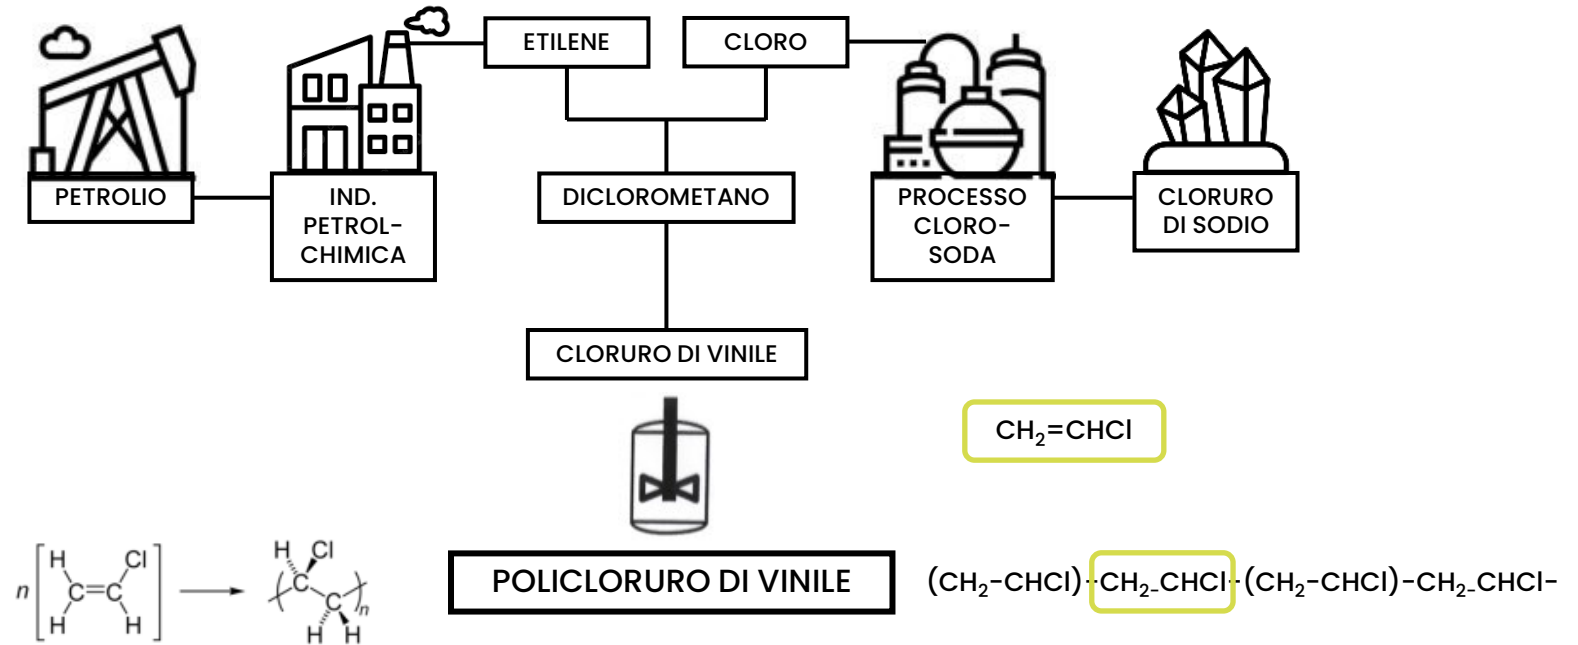 ETILENE
CLORO
PETROLIO
IND.
PETROL-
CHIMICA
DICLOROMETANO
PROCESSO
CLORO-
SODA
CLORURO
DI SODIO
CLORURO DI VINILE
CH₂=CHCl
n
H
Cl
C=C
H
H
H
Cl
C
C
n
H
H
POLICLORURO DI VINILE
(CH₂-CHCl)-CH₂-CHCl-(CH₂-CHCl)-CH₂-CHCl-